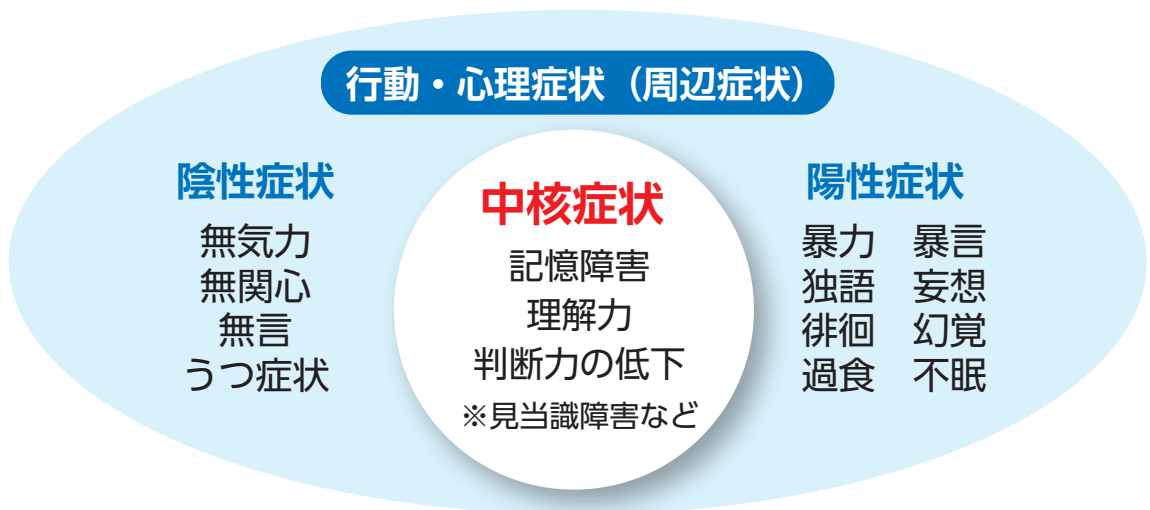 行動・心理症状（周辺症状）
陰性症状
無気力
無関心
無言
うつ症状
中核症状
記憶障害
理解力
判断力の低下
※見当識障害など
陽性症状
暴力　暴言
独語　妄想
徘徊　幻覚
過食　不眠